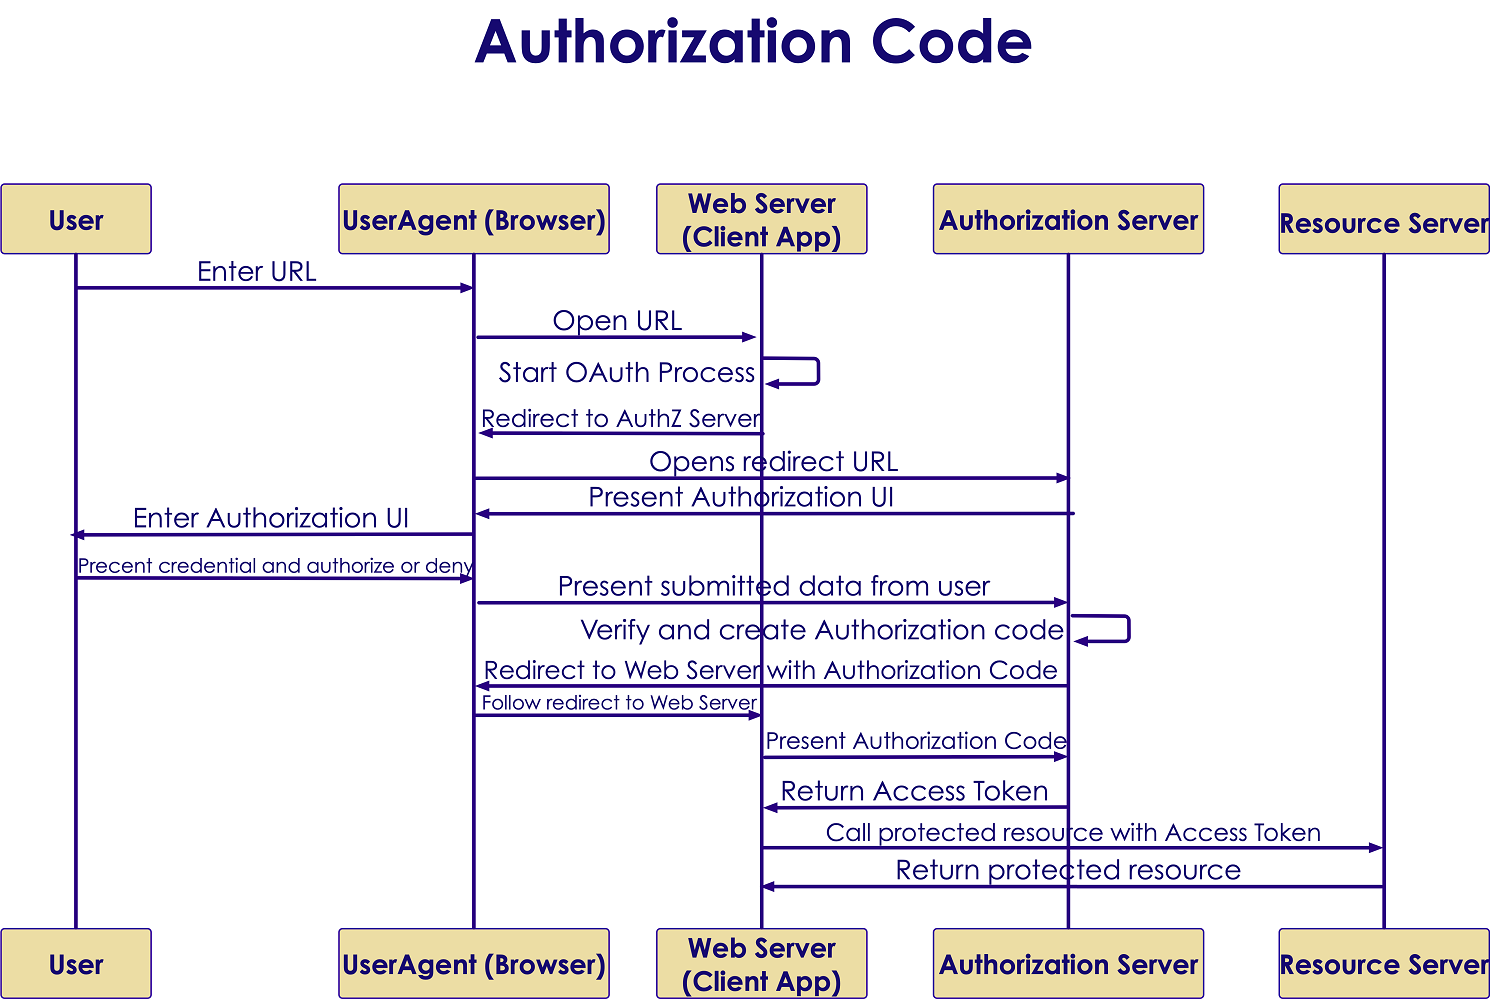 Authorization Code
User
UserAgent (Browser)
Web Server
(Client App)
Authorization Server
Resource Server
Enter URL
Open URL
Start OAuth Process
Redirect to AuthZ Server
Opens redirect URL
Present Authorization UI
Enter Authorization UI
Precent credential and authorize or deny
Present submitted data from user
Verify and create Authorization code
Redirect to Web Server with Authorization Code
Follow redirect to Web Server
Present Authorization Code
Return Access Token
Call protected resource with Access Token
Return protected resource
User
UserAgent (Browser)
Web Server
(Client App)
Authorization Server
Resource Server